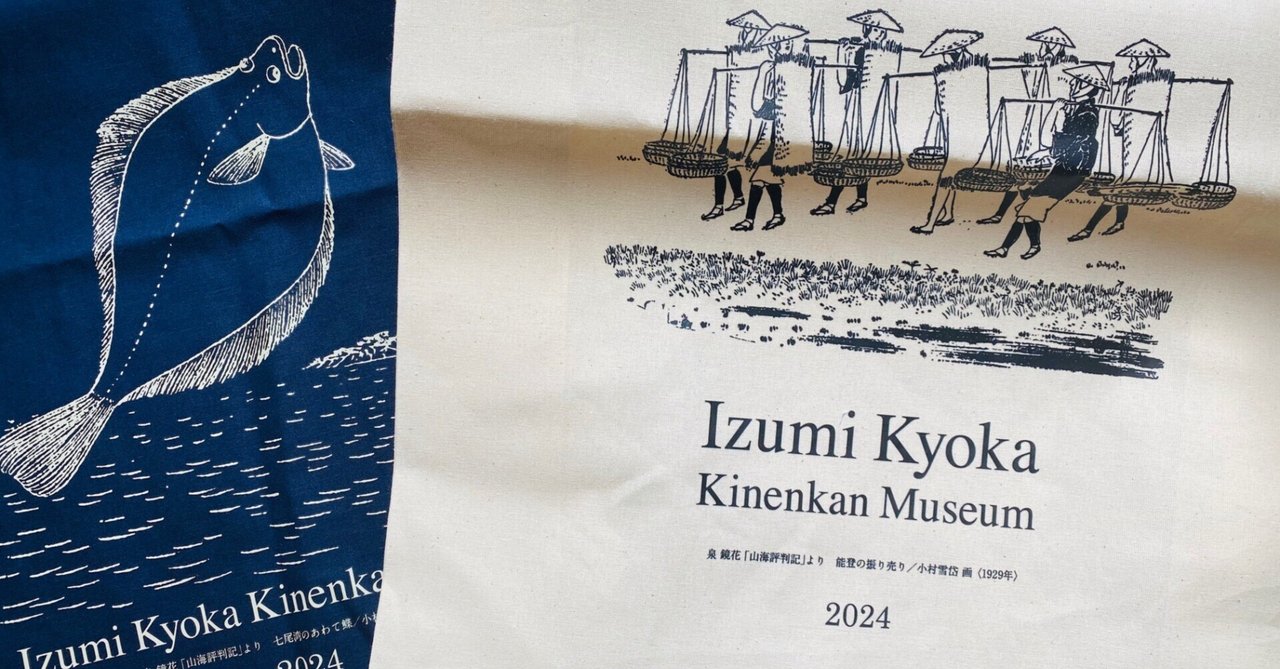 Izumi Kyoka Kinenka
泉 鏡花「山海評判記」より 七尾湾のあわて鰈／小村
2024
Izumi Kyoka
Kinenkan Museum
泉 鏡花「山海評判記」より 能登の振り売り／小村雪岱 画〈1929年〉
2024